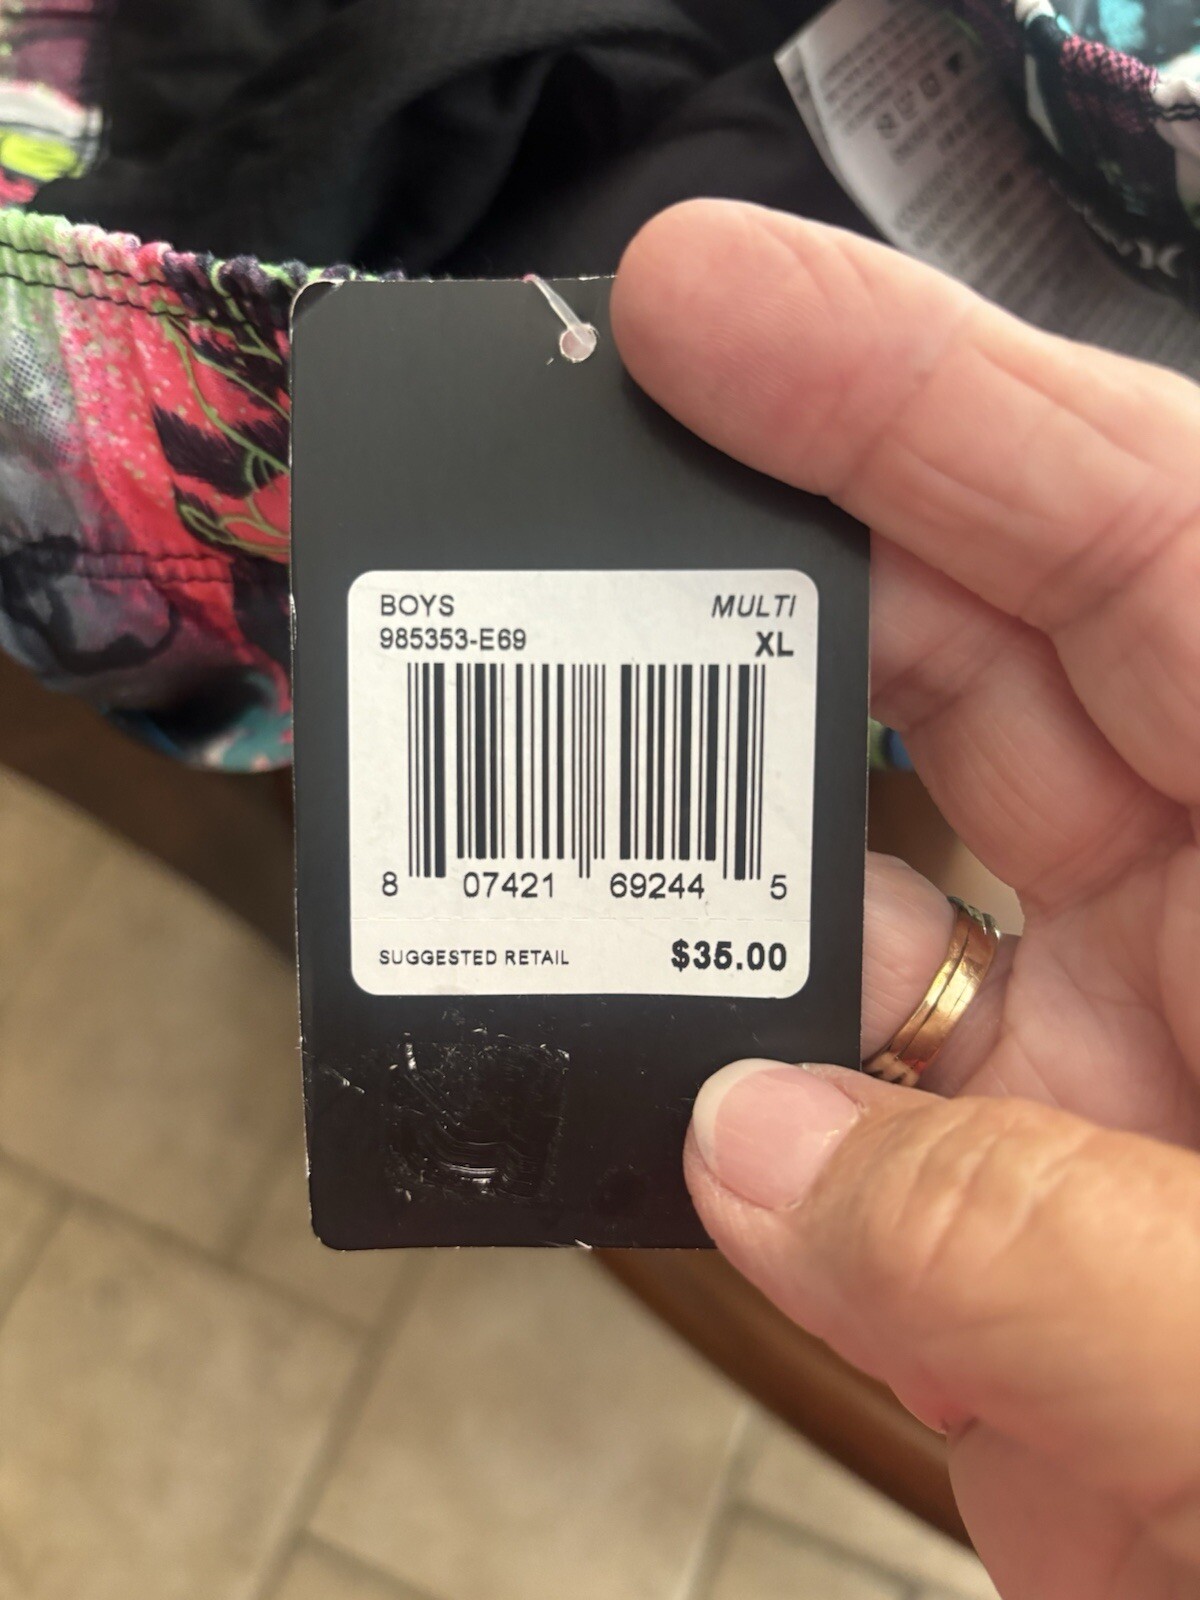 BOYS MULTI
985353-E69 XL
8 07421 69244 5
SUGGESTED RETAIL $35.00